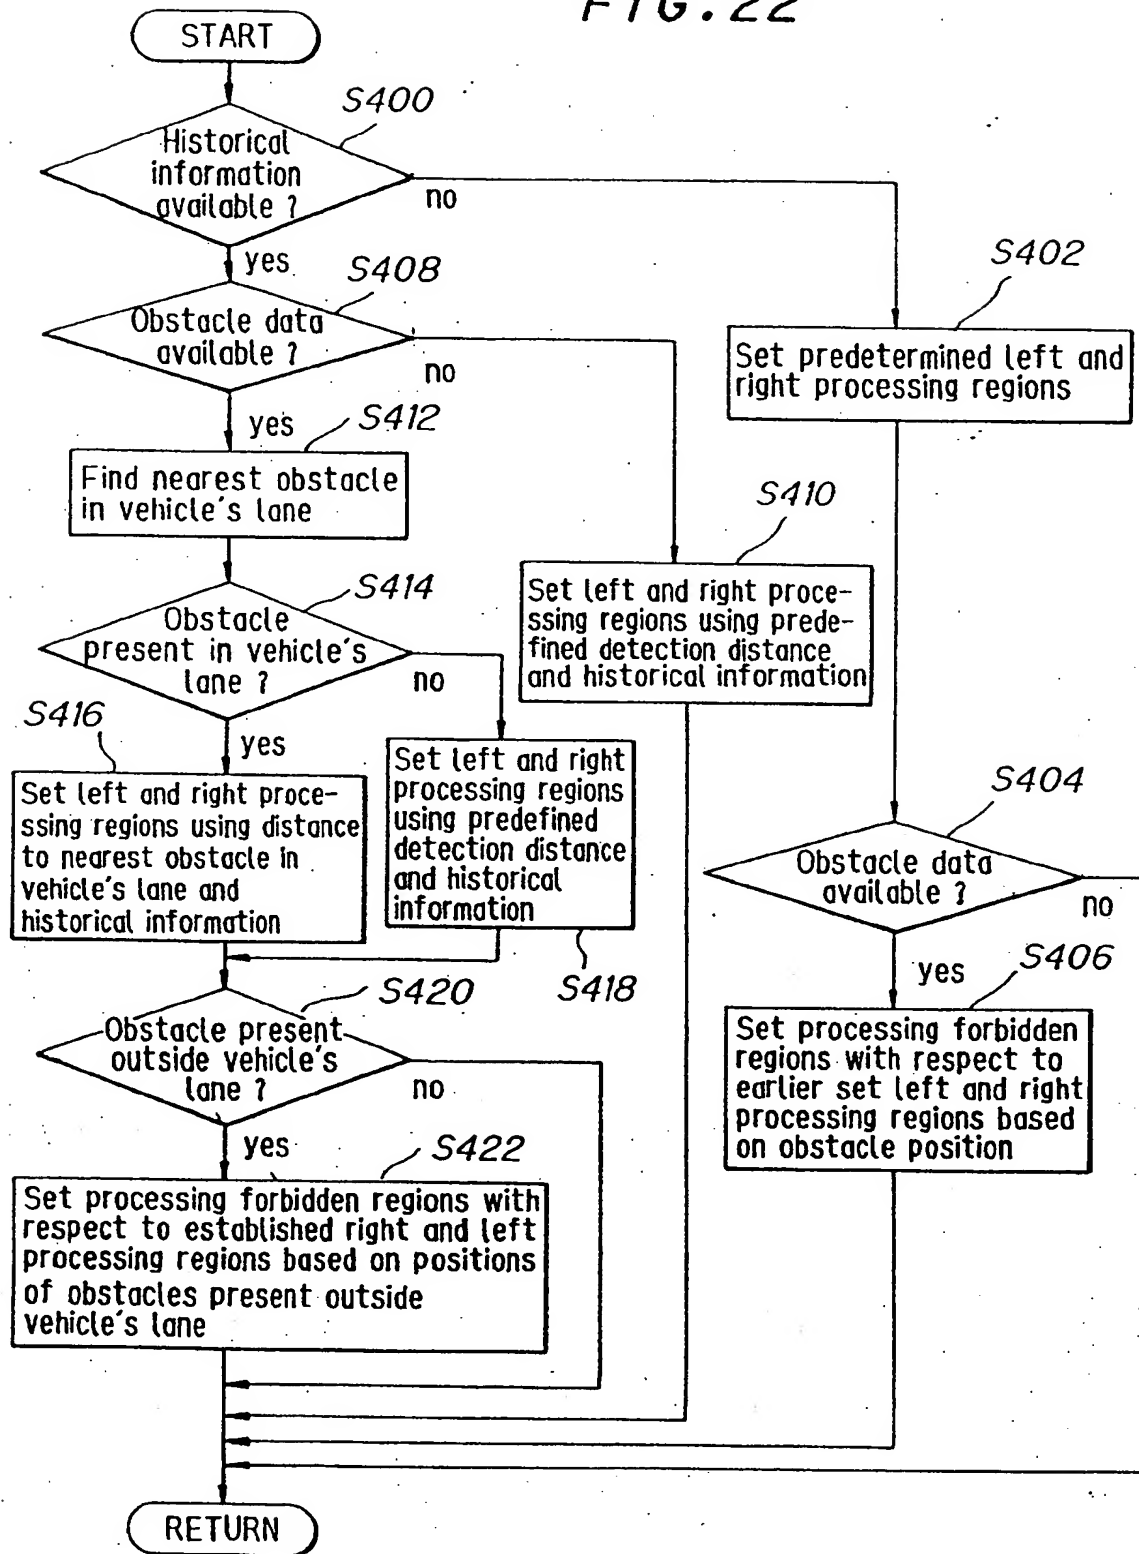 FIG. 22
START
S400
Historical
information
available ?
no
yes
S408
S402
Obstacle data
available ?
no
Set predetermined left and
right processing regions
yes
S412
Find nearest obstacle
in vehicle's lane
S410
S414
Set left and right proce-
ssing regions using prede-
fined detection distance
and historical information
Obstacle
present in vehicle's
lane ?
no
S416
yes
Set left and right
processing regions
using predefined
detection distance
and historical
information
S404
Set left and right proce-
ssing regions using distance
to nearest obstacle in
vehicle's lane and
historical information
Obstacle data
available ?
no
S418
yes
S406
S420
Obstacle present
outside vehicle's
lane ?
no
Set processing forbidden
regions with respect to
earlier set left and right
processing regions based
on obstacle position
yes
S422
Set processing forbidden regions with
respect to established right and left
processing regions based on positions
of obstacles present outside
vehicle's lane
RETURN